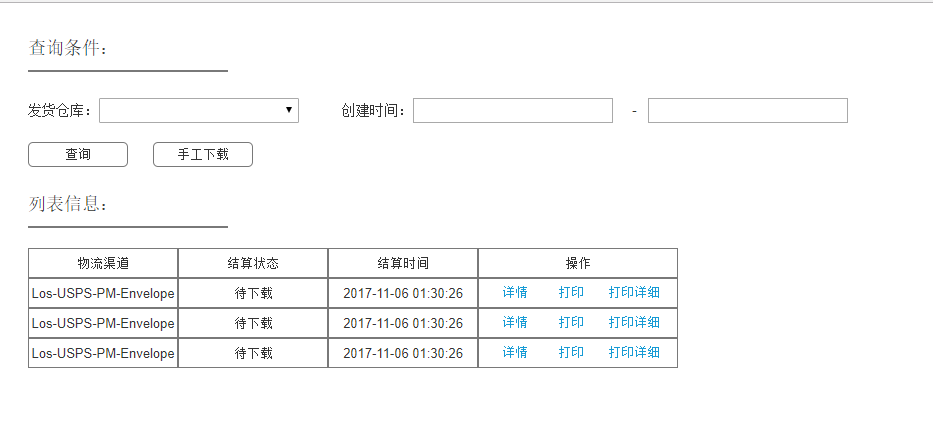 查询条件：
发货仓库： 创建时间： -
查询 手工下载
列表信息：
物流渠道 结算状态 结算时间 操作
Los-USPS-PM-Envelope 待下载 2017-11-06 01:30:26 详情 打印 打印详细
Los-USPS-PM-Envelope 待下载 2017-11-06 01:30:26 详情 打印 打印详细
Los-USPS-PM-Envelope 待下载 2017-11-06 01:30:26 详情 打印 打印详细